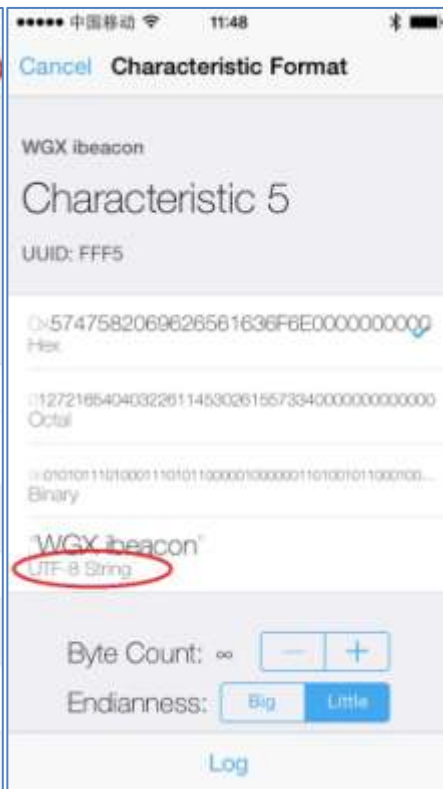 ●●●●● 中国移动 11:48
Cancel Characteristic Format
WGX ibeacon
Characteristic 5
UUID: FFF5
0x5747582069626561636F6E0000000000
Hex
Octal
0b0101011101000111010110000010000001101001011000100...
Binary
"WGX ibeacon"
UTF-8 String
Byte Count: ∞ − +
Endianness: Big Little
Log